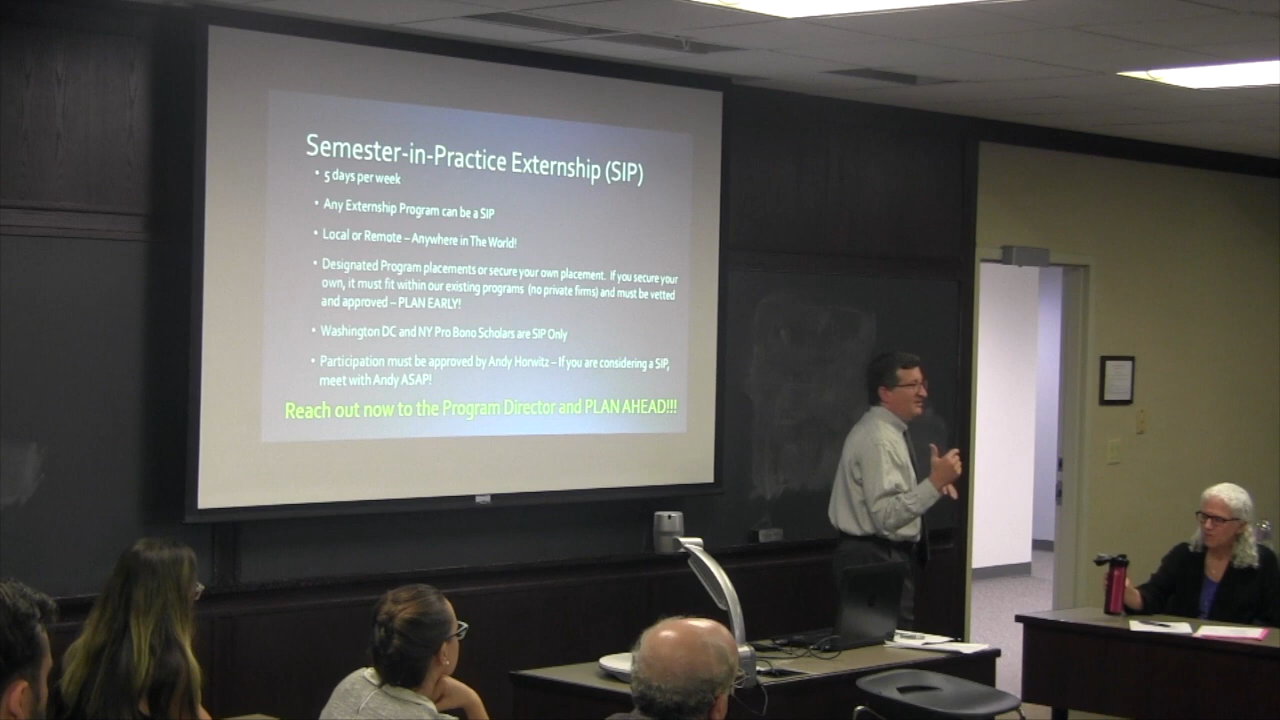 Semester-in-Practice Externship (SIP)
• 5 days per week
• Any Externship Program can be a SIP
• Local or Remote – Anywhere in The World!
• Designated Program placements or secure your own placement. If you secure your
own, it must fit within our existing programs (no private firms) and must be vetted
and approved – PLAN EARLY!
• Washington DC and NY Pro Bono Scholars are SIP Only
• Participation must be approved by Andy Horwitz – If you are considering a SIP,
meet with Andy ASAP!
Reach out now to the Program Director and PLAN AHEAD!!!